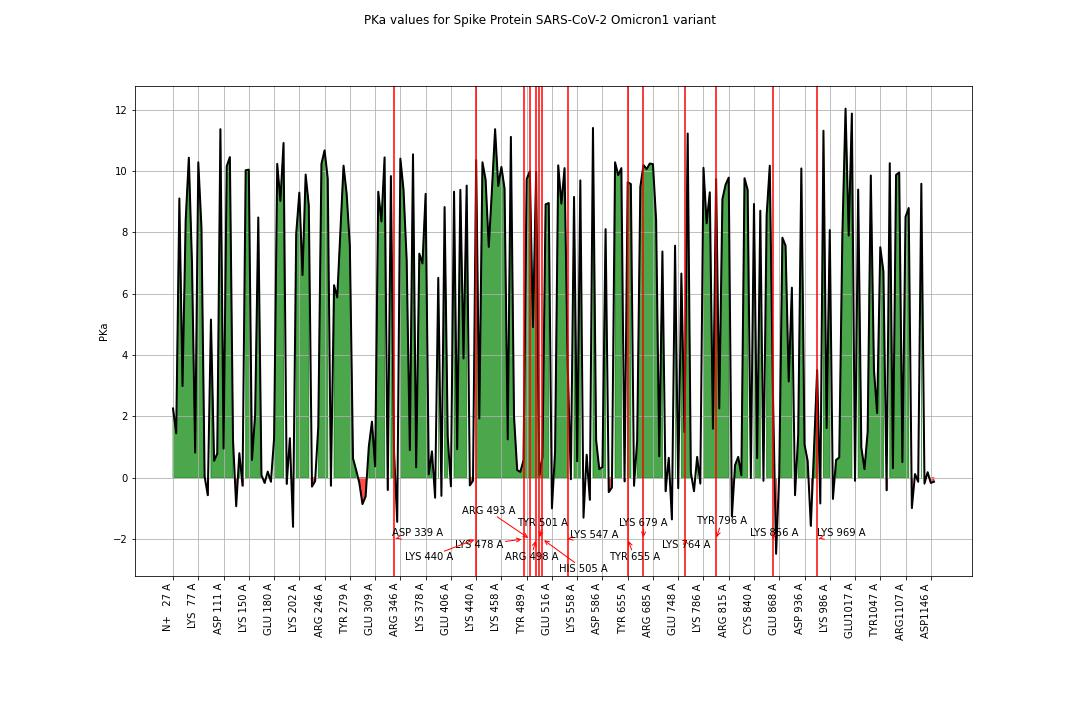 PKa values for Spike Protein SARS-CoV-2 Omicron1 variant
12
10
8
6
4
2
0
−2
PKa
ARG 493 A
TYR 501 A
LYS 679 A
TYR 796 A
ASP 339 A
LYS 547 A
LYS 856 A
LYS 969 A
LYS 478 A
LYS 764 A
LYS 440 A
ARG 498 A
TYR 655 A
HIS 505 A
N+ 27 A
LYS 77 A
ASP 111 A
LYS 150 A
GLU 180 A
LYS 202 A
ARG 246 A
TYR 279 A
GLU 309 A
ARG 346 A
LYS 378 A
GLU 406 A
LYS 440 A
LYS 458 A
TYR 489 A
GLU 516 A
LYS 558 A
ASP 586 A
TYR 655 A
ARG 685 A
GLU 748 A
LYS 786 A
ARG 815 A
CYS 840 A
GLU 868 A
ASP 936 A
LYS 986 A
GLU1017 A
TYR1047 A
ARG1107 A
ASP1146 A